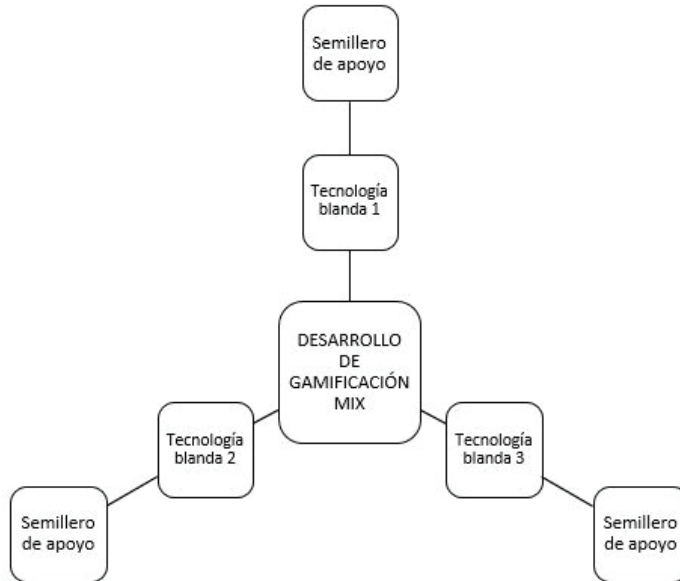 Semillero
de apoyo
Tecnología
blanda 1
DESARROLLO
DE
GAMIFICACIÓN
MIX
Tecnología
blanda 2
Tecnología
blanda 3
Semillero
de apoyo
Semillero
de apoyo